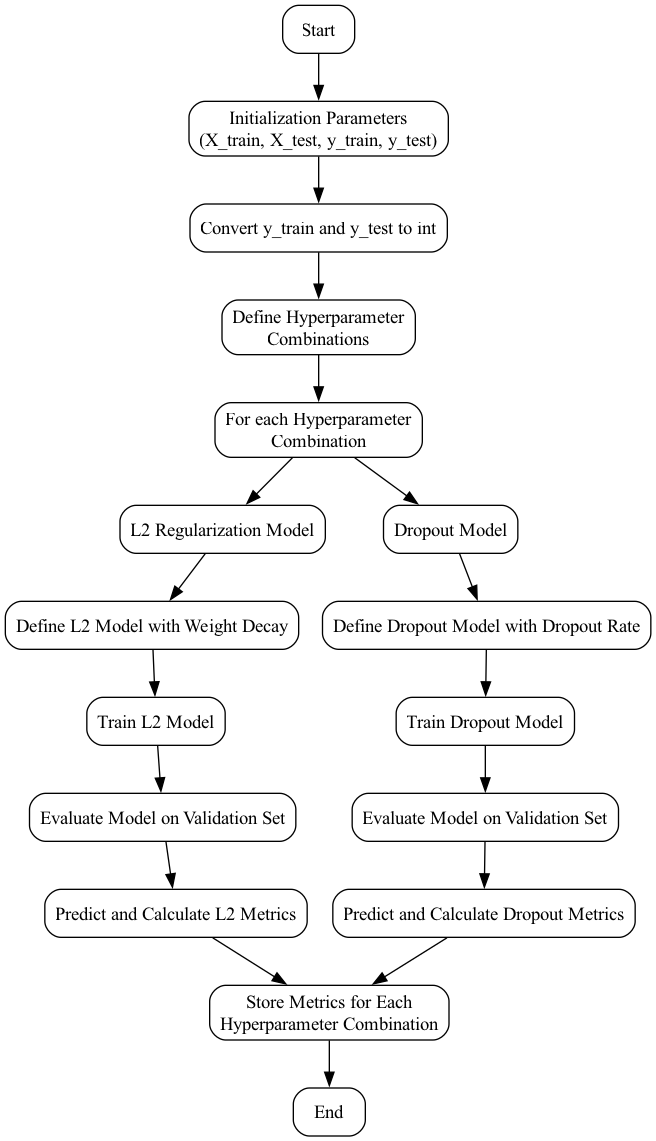 Start
Initialization Parameters
(X_train, X_test, y_train, y_test)
Convert y_train and y_test to int
Define Hyperparameter
Combinations
For each Hyperparameter
Combination
L2 Regularization Model
Dropout Model
Define L2 Model with Weight Decay
Define Dropout Model with Dropout Rate
Train L2 Model
Train Dropout Model
Evaluate Model on Validation Set
Evaluate Model on Validation Set
Predict and Calculate L2 Metrics
Predict and Calculate Dropout Metrics
Store Metrics for Each
Hyperparameter Combination
End